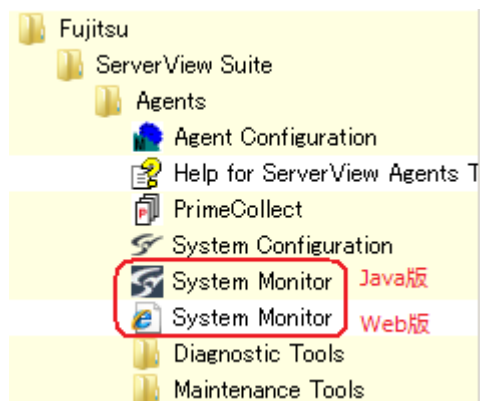 Fujitsu
ServerView Suite
Agents
Agent Configuration
Help for ServerView Agents T
PrimeCollect
System Configuration
System Monitor Java版
System Monitor Web版
Diagnostic Tools
Maintenance Tools